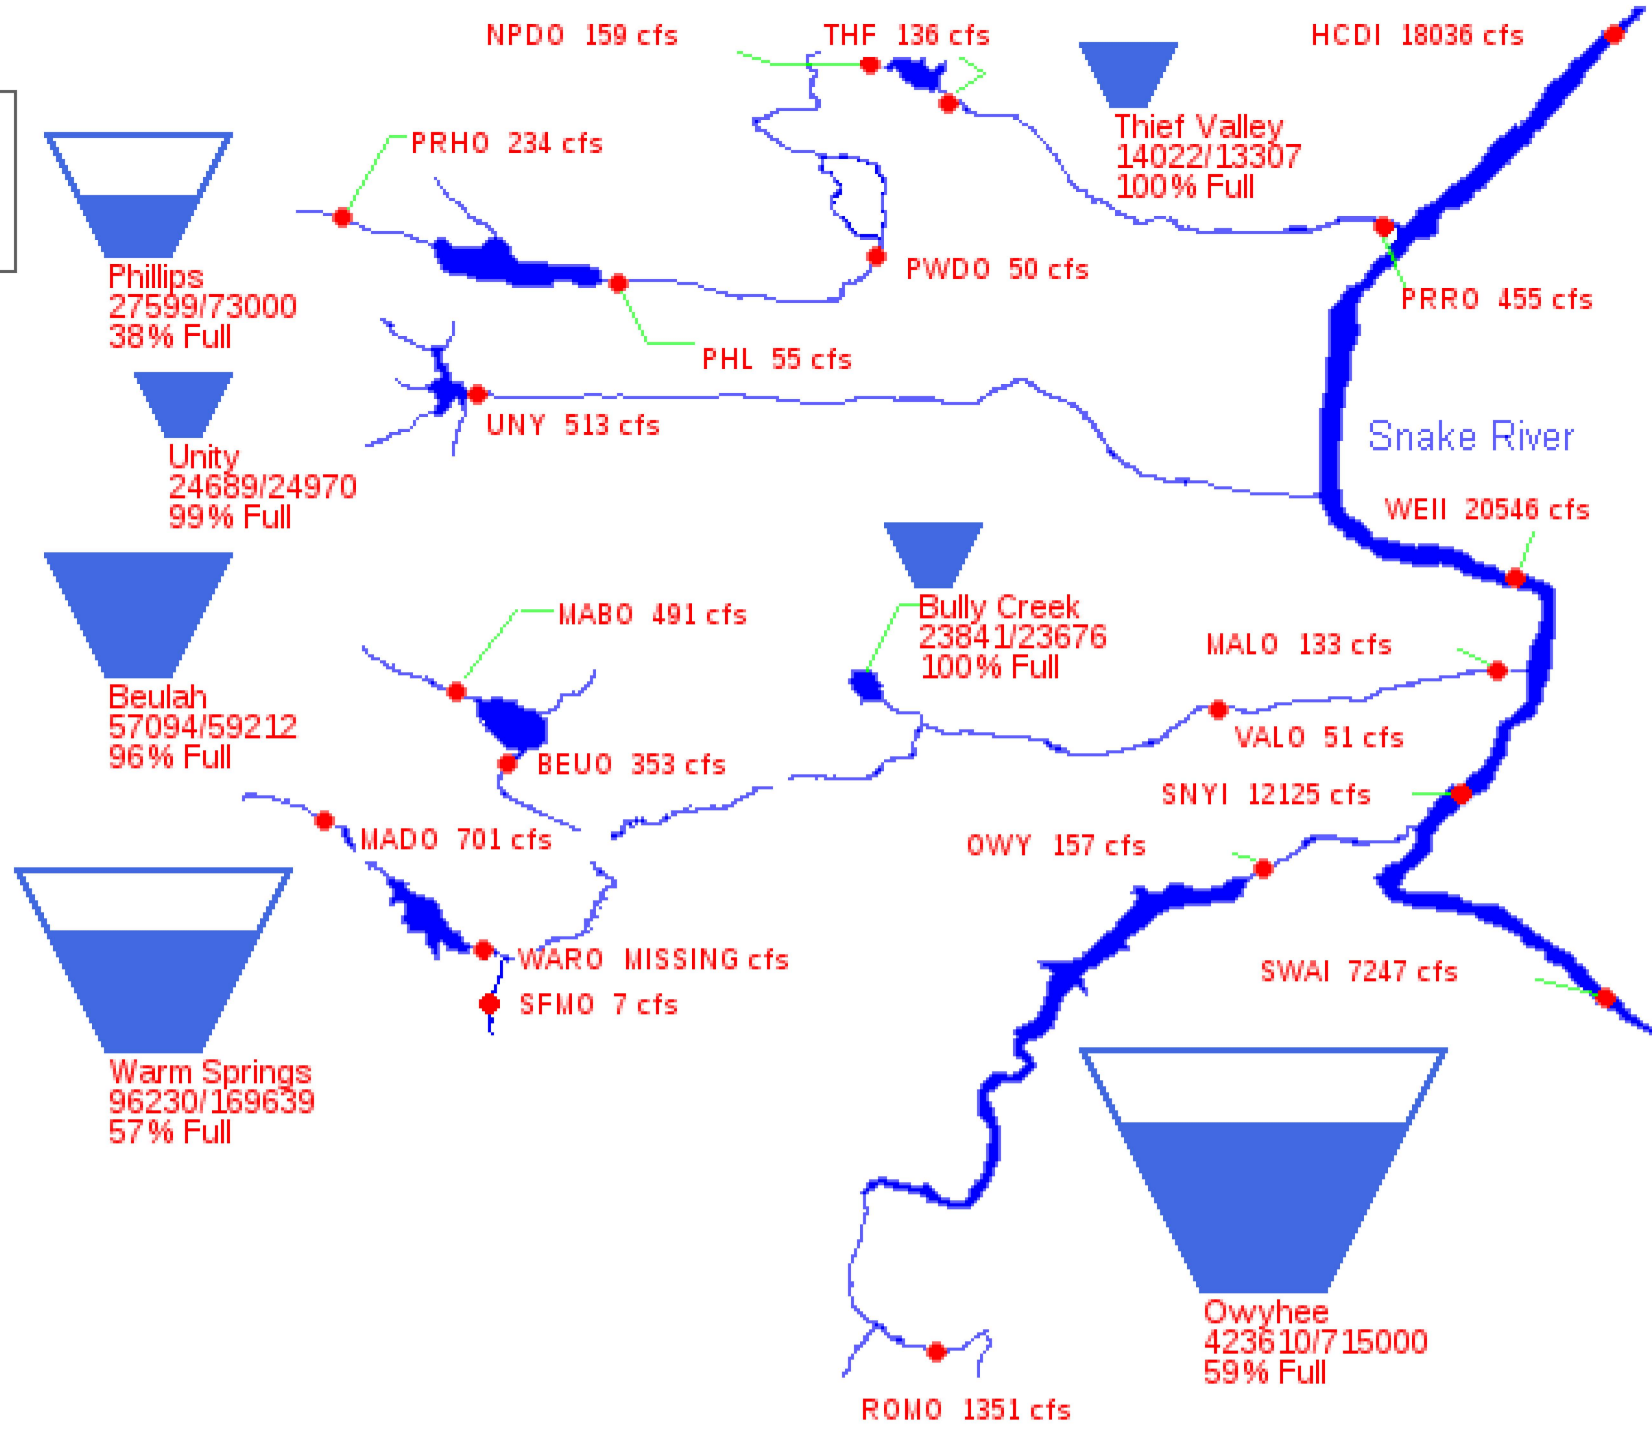 NPDO 159 cfs
THF 136 cfs
HCDI 18036 cfs
Thief Valley
14022/13307
100% Full
PRHO 234 cfs
Phillips
27599/73000
38% Full
PWDO 50 cfs
PRRO 455 cfs
PHL 55 cfs
UNY 513 cfs
Snake River
Unity
24689/24970
99% Full
WEII 20546 cfs
MABO 491 cfs
Bully Creek
23841/23676
100% Full
MALO 133 cfs
Beulah
57094/59212
96% Full
BEUO 353 cfs
VALO 51 cfs
SNYI 12125 cfs
MADO 701 cfs
OWY 157 cfs
WARO MISSING cfs
SWAI 7247 cfs
SFMO 7 cfs
Warm Springs
96230/169639
57% Full
Owyhee
423610/715000
59% Full
ROMO 1351 cfs